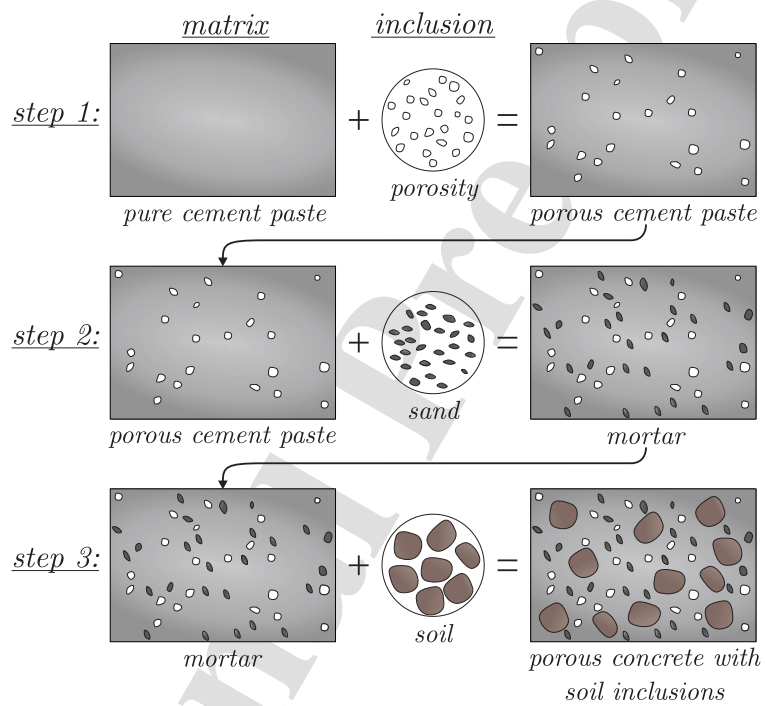 matrix inclusion
step 1: + =
pure cement paste porosity porous cement paste
step 2: + =
porous cement paste sand mortar
step 3: + =
mortar soil porous concrete with
soil inclusions